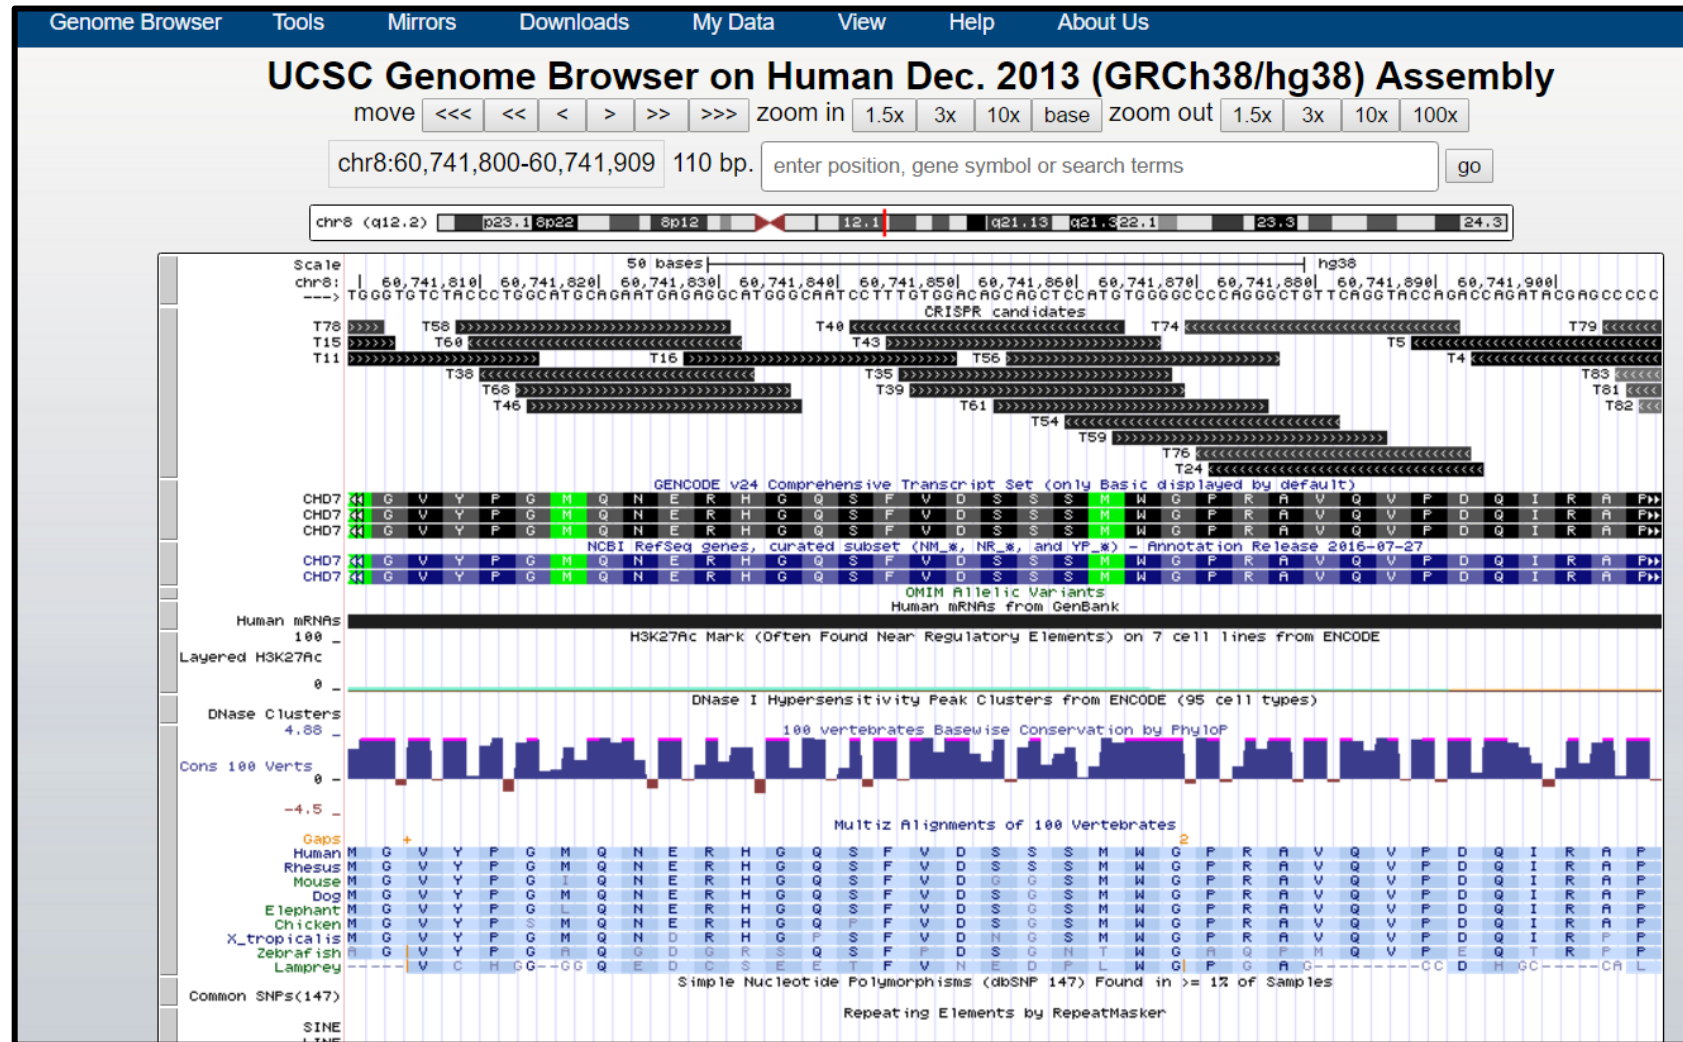 Genome Browser Tools Mirrors Downloads My Data View Help About Us
UCSC Genome Browser on Human Dec. 2013 (GRCh38/hg38) Assembly
move <<< << < > >> >>> zoom in 1.5x 3x 10x base zoom out 1.5x 3x 10x 100x
chr8:60,741,800-60,741,909 110 bp. enter position, gene symbol or search terms go
chr8 (q12.2) p23.1 8p22 8p12 12.1 q21.13 q21.3 22.1 23.3 24.3
Scale 50 bases hg38
chr8: 60,741,810 60,741,820 60,741,830 60,741,840 60,741,850 60,741,860 60,741,870 60,741,880 60,741,890 60,741,900
---> TGGGTGTCTACCCTGGCATGCAGAATGAGAGGCATGGGCAATCCTTTGTGGACAGCAGCTCCATGTGGGGCCCCAGGGCTGTTCAGGTACCAGACCAGATACGAGCCCCC
CRISPR candidates
T78 T58 T40 T74 T79
T15 T60 T43 T5
T11 T16 T56 T4
T38 T35 T83
T68 T39 T81
T46 T61 T82
T54
T59
T76
T24
GENCODE v24 Comprehensive Transcript Set (only Basic displayed by default)
CHD7 G V Y P G M Q N E R H G Q S F V D S S S M W G P R A V Q V P D Q I R A P
CHD7 G V Y P G M Q N E R H G Q S F V D S S S M W G P R A V Q V P D Q I R A P
CHD7 G V Y P G M Q N E R H G Q S F V D S S S M W G P R A V Q V P D Q I R A P
NCBI RefSeq genes, curated subset (NM_*, NR_*, and YP_*) - Annotation Release 2016-07-27
CHD7 G V Y P G M Q N E R H G Q S F V D S S S M W G P R A V Q V P D Q I R A P
CHD7 G V Y P G M Q N E R H G Q S F V D S S S M W G P R A V Q V P D Q I R A P
OMIM Allelic Variants
Human mRNAs from GenBank
Human mRNAs
H3K27Ac Mark (Often Found Near Regulatory Elements) on 7 cell lines from ENCODE
100 _
Layered H3K27Ac
0 _
DNase I Hypersensitivity Peak Clusters from ENCODE (95 cell types)
DNase Clusters
4.88 _ 100 vertebrates Basewise Conservation by PhyloP
Cons 100 Verts
0 -
-4.5 _
Multiz Alignments of 100 Vertebrates
Gaps + 2
Human M G V Y P G M Q N E R H G Q S F V D S S S M W G P R A V Q V P D Q I R A P
Rhesus M G V Y P G M Q N E R H G Q S F V D S S S M W G P R A V Q V P D Q I R A P
Mouse M G V Y P G I Q N E R H G Q S F V D G G S M W G P R A V Q V P D Q I R A P
Dog M G V Y P G M Q N E R H G Q S F V D S S S M W G P R A V Q V P D Q I R A P
Elephant M G V Y P G L Q N E R H G Q S F V D S G S M W G P R A V Q V P D Q I R A P
Chicken M G V Y P S M Q N E R H G Q P F V D S G S M W G P R A V Q V P D Q I R A P
X_tropicalis M G V Y P G M Q N D R H G P S F V D N G S M W G P R A V Q V P D Q I R P P
Zebrafish A G V Y P G A Q G D G R S Q S F P D S G N T W G A Q P M Q V P E Q T R P P
Lamprey -----V C H GG--GG Q E D C S E E T F V N E D P L W G P G A G---------CC D H GC-----CA L
Simple Nucleotide Polymorphisms (dbSNP 147) Found in >= 1% of Samples
Common SNPs(147)
Repeating Elements by RepeatMasker
SINE
LINE